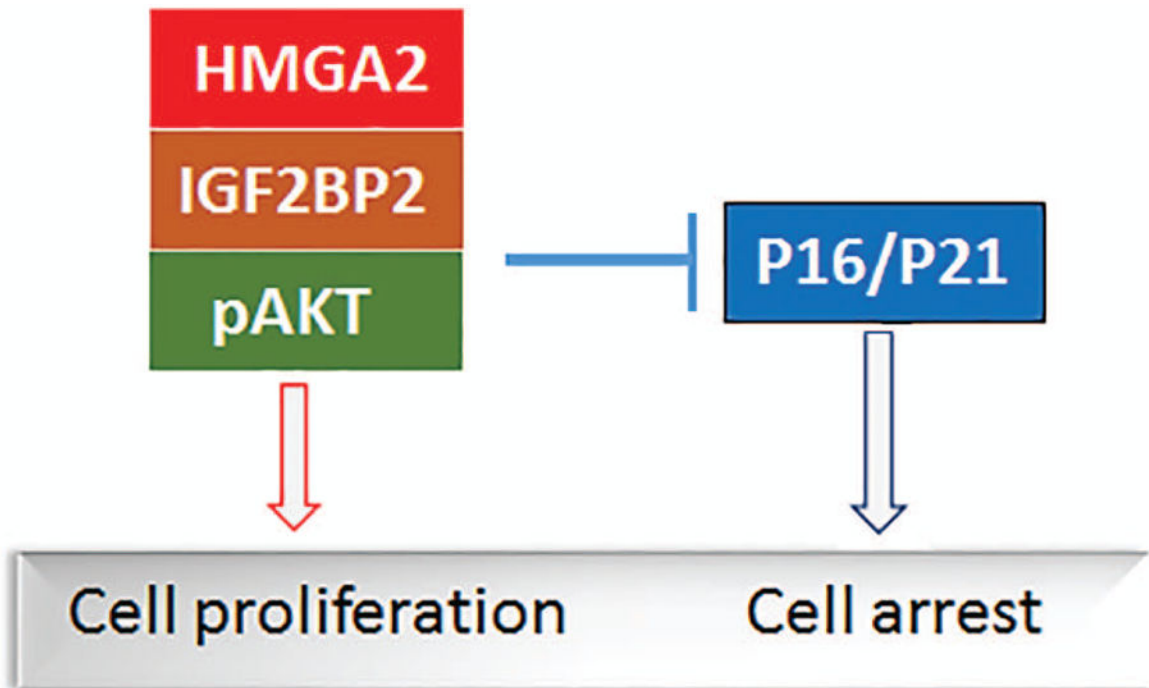 HMGA2
IGF2BP2
pAKT
P16/P21
Cell proliferation
Cell arrest